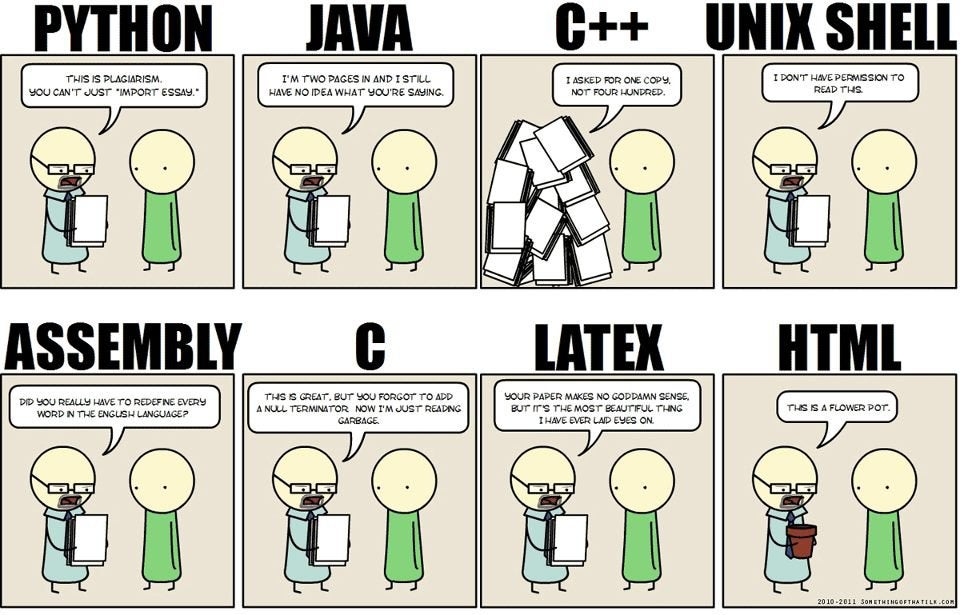 PYTHON
THIS IS PLAGIARISM.
YOU CAN'T JUST "IMPORT ESSAY."
JAVA
I'M TWO PAGES IN AND I STILL
HAVE NO IDEA WHAT YOU'RE SAYING.
C++
I ASKED FOR ONE COPY,
NOT FOUR HUNDRED.
UNIX SHELL
I DON'T HAVE PERMISSION TO
READ THIS.
ASSEMBLY
DID YOU REALLY HAVE TO REDEFINE EVERY
WORD IN THE ENGLISH LANGUAGE?
C
THIS IS GREAT, BUT YOU FORGOT TO ADD
A NULL TERMINATOR. NOW I'M JUST READING
GARBAGE.
LATEX
YOUR PAPER MAKES NO GODDAMN SENSE,
BUT IT'S THE MOST BEAUTIFUL THING
I HAVE EVER LAID EYES ON.
HTML
THIS IS A FLOWER POT.
2010-2011 SOMETHINGOFTHATILK.COM